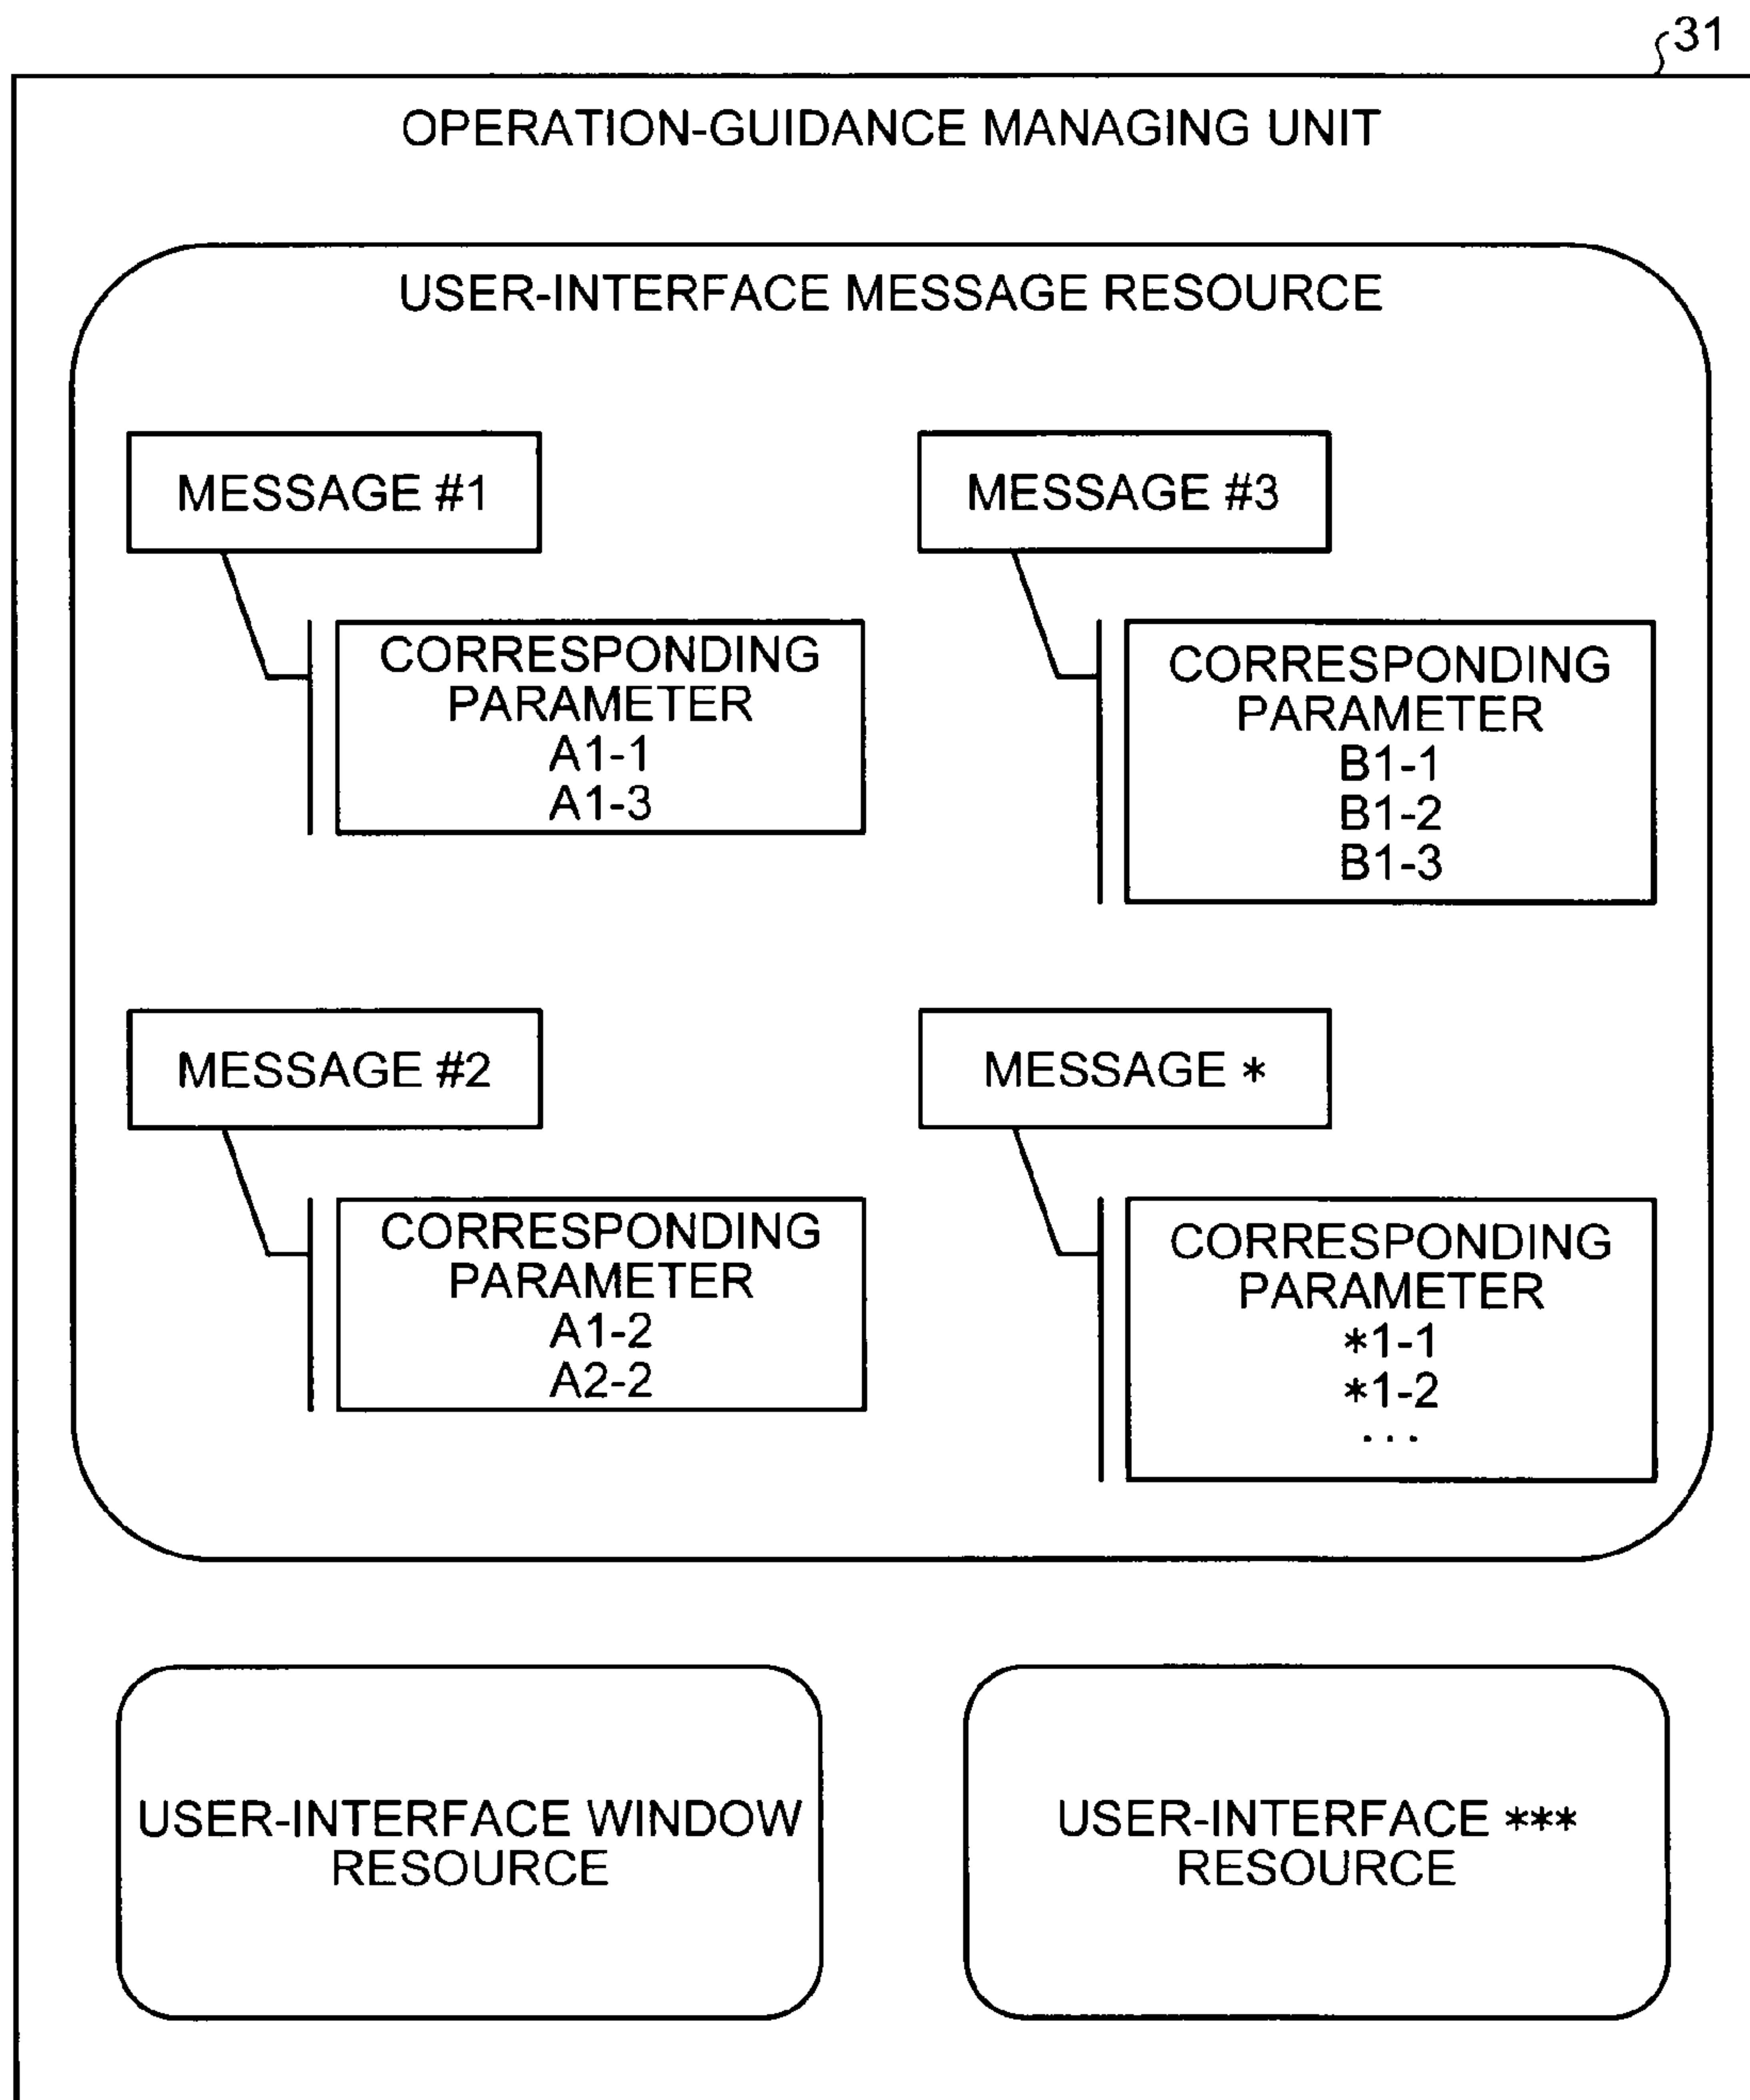 31
OPERATION-GUIDANCE MANAGING UNIT
USER-INTERFACE MESSAGE RESOURCE
MESSAGE #1
CORRESPONDING
PARAMETER
A1-1
A1-3
MESSAGE #3
CORRESPONDING
PARAMETER
B1-1
B1-2
B1-3
MESSAGE #2
CORRESPONDING
PARAMETER
A1-2
A2-2
MESSAGE *
CORRESPONDING
PARAMETER
*1-1
*1-2
...
USER-INTERFACE WINDOW
RESOURCE
USER-INTERFACE ***
RESOURCE